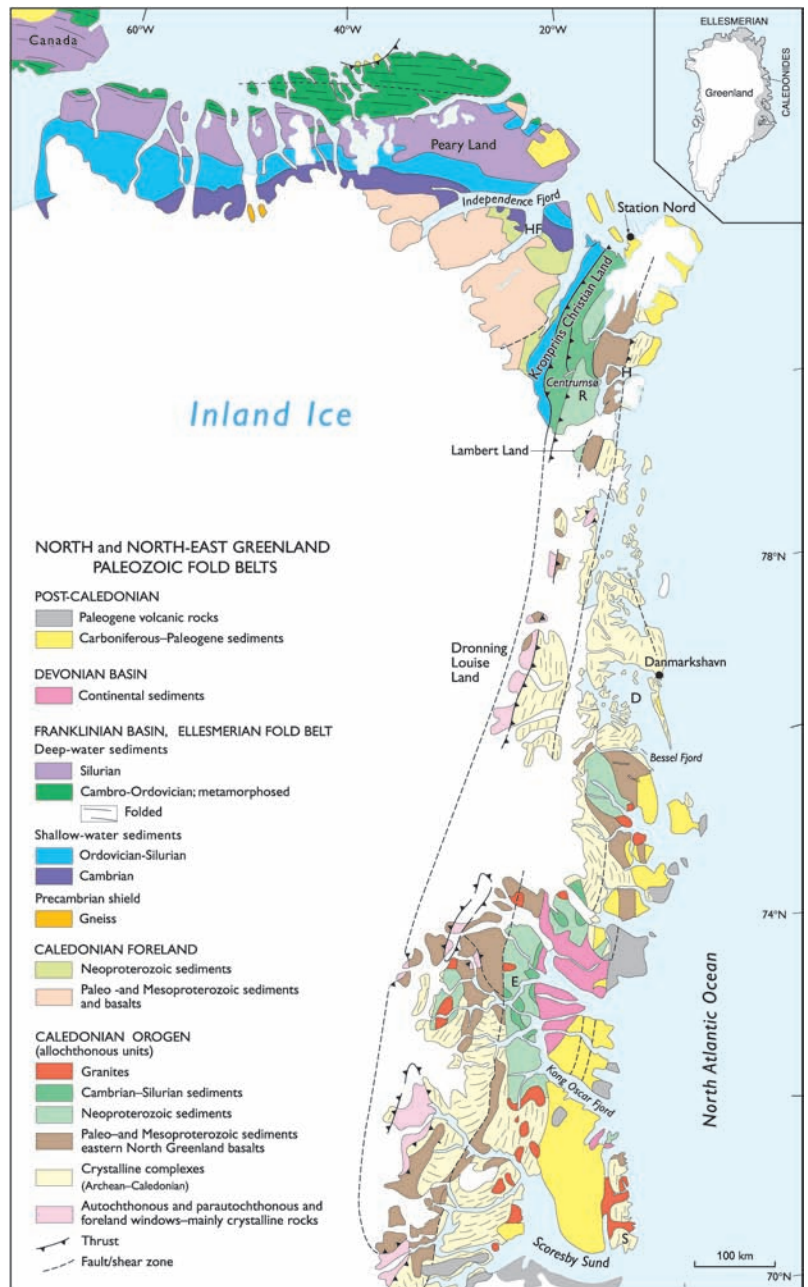 60°W
40°W
20°W
ELLESMERIAN
CALEDONIDES
Greenland
Canada
Peary Land
Independence Fjord
HF
Station Nord
Kronprins Christian Land
Centrumsø
R
H
Inland Ice
Lambert Land
78°N
NORTH and NORTH-EAST GREENLAND
PALEOZOIC FOLD BELTS
POST-CALEDONIAN
Paleogene volcanic rocks
Carboniferous–Paleogene sediments
DEVONIAN BASIN
Continental sediments
FRANKLINIAN BASIN, ELLESMERIAN FOLD BELT
Deep-water sediments
Silurian
Cambro-Ordovician; metamorphosed
Folded
Shallow-water sediments
Ordovician-Silurian
Cambrian
Precambrian shield
Gneiss
CALEDONIAN FORELAND
Neoproterozoic sediments
Paleo -and Mesoproterozoic sediments
and basalts
CALEDONIAN OROGEN
(allochthonous units)
Granites
Cambrian–Silurian sediments
Neoproterozoic sediments
Paleo–and Mesoproterozoic sediments
eastern North Greenland basalts
Crystalline complexes
(Archean–Caledonian)
Autochthonous and parautochthonous and
foreland windows–mainly crystalline rocks
Thrust
Fault/shear zone
Dronning
Louise
Land
Danmarkshavn
D
Bessel Fjord
74°N
E
Kong Oscar Fjord
North Atlantic Ocean
S
Scoresby Sund
100 km
70°N